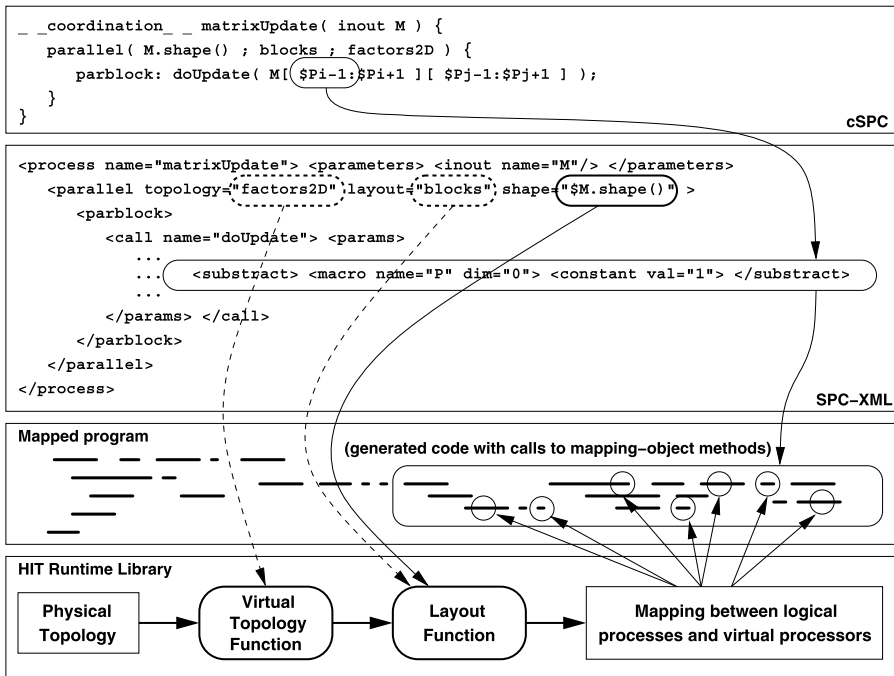 _ _coordination_ _ matrixUpdate( inout M ) {
parallel( M.shape() ; blocks ; factors2D ) {
parblock: doUpdate( M[ $Pi-1:$Pi+1 ][ $Pj-1:$Pj+1 ] );
}
}
cSPC
<process name="matrixUpdate"> <parameters> <inout name="M"/> </parameters>
<parallel topology="factors2D" layout="blocks" shape="$M.shape()" >
<parblock>
<call name="doUpdate"> <params>
...
... <substract> <macro name="P" dim="0"> <constant val="1"> </substract>
...
</params> </call>
</parblock>
</parallel>
</process>
SPC-XML
Mapped program
(generated code with calls to mapping-object methods)
HIT Runtime Library
Physical
Topology
Virtual
Topology
Function
Layout
Function
Mapping between logical
processes and virtual processors